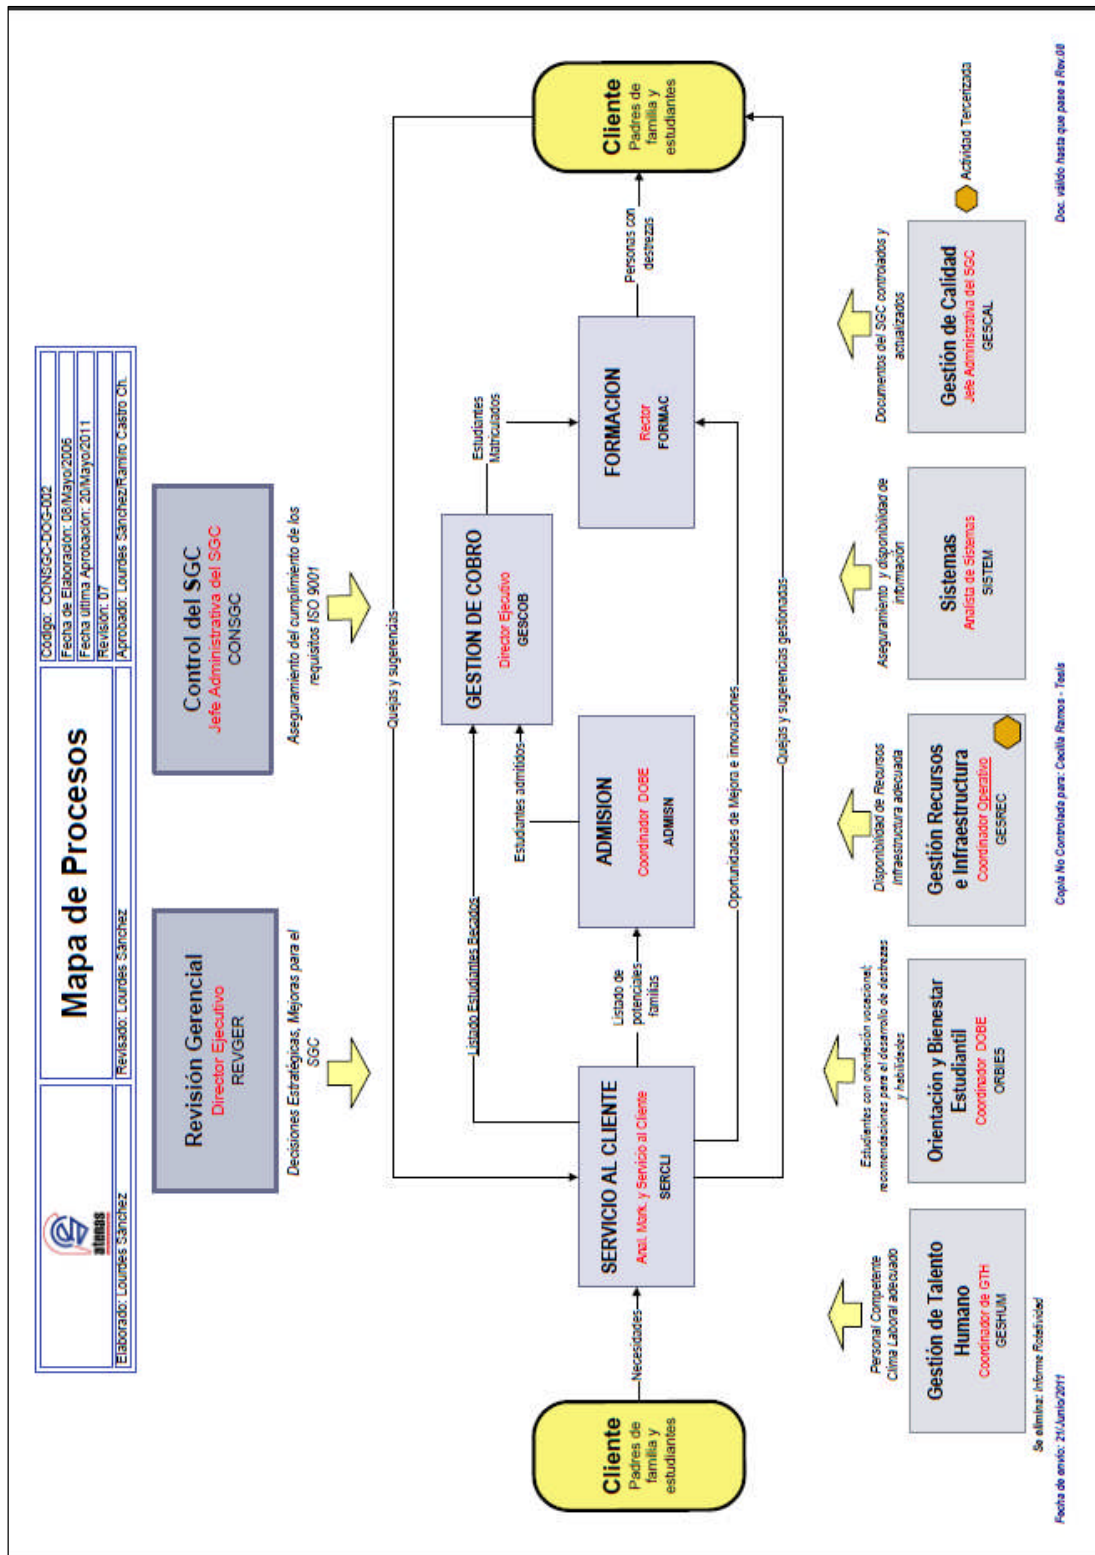 atenas
Mapa de Procesos
Código: CONSGC-DOG-002
Fecha de Elaboración: 08/Mayo/2006
Fecha última Aprobación: 20/Mayo/2011
Revisión: 07
Elaborado: Lourdes Sánchez
Revisado: Lourdes Sánchez
Aprobado: Lourdes Sánchez/Ramiro Castro Ch.
Revisión Gerencial
Director Ejecutivo
REVGER
Control del SGC
Jefe Administrativa del SGC
CONSGC
Decisiones Estratégicas, Mejoras para el
SGC
Aseguramiento del cumplimiento de los
requisitos ISO 9001
Quejas y sugerencias
Listado Estudiantes Becados
Estudiantes admitidos
GESTION DE COBRO
Director Ejecutivo
GESCOB
Estudiantes
Matriculados
Cliente
Padres de
familia y
estudiantes
Necesidades
SERVICIO AL CLIENTE
Anal. Mark. y Servicio al Cliente
SERCLI
Listado de
potenciales
familias
ADMISION
Coordinador DOBE
ADMISN
FORMACION
Rector
FORMAC
Personas con
destrezas
Cliente
Padres de
familia y
estudiantes
Oportunidades de Mejora e innovaciones
Quejas y sugerencias gestionadas
Personal Competente
Clima Laboral adecuado
Estudiantes con orientación vocacional;
recomendaciones para el desarrollo de destrezas
y habilidades
Disponibilidad de Recursos
Infraestructura adecuada
Aseguramiento y disponibilidad de
información
Documentos del SGC controlados y
actualizados
Gestión de Talento
Humano
Coordinador de GTH
GESHUM
Orientación y Bienestar
Estudiantil
Coordinador DOBE
ORBIES
Gestión Recursos
e Infraestructura
Coordinador Operativo
GESREC
Sistemas
Analista de Sistemas
SISTEM
Gestión de Calidad
Jefe Administrativa del SGC
GESCAL
Actividad Tercerizada
Se elimina: Informe Rotatividad
Fecha de envío: 21/Junio/2011
Copia No Controlada para: Cecilia Ramos - Tesis
Doc. válido hasta que pase a Rev.08